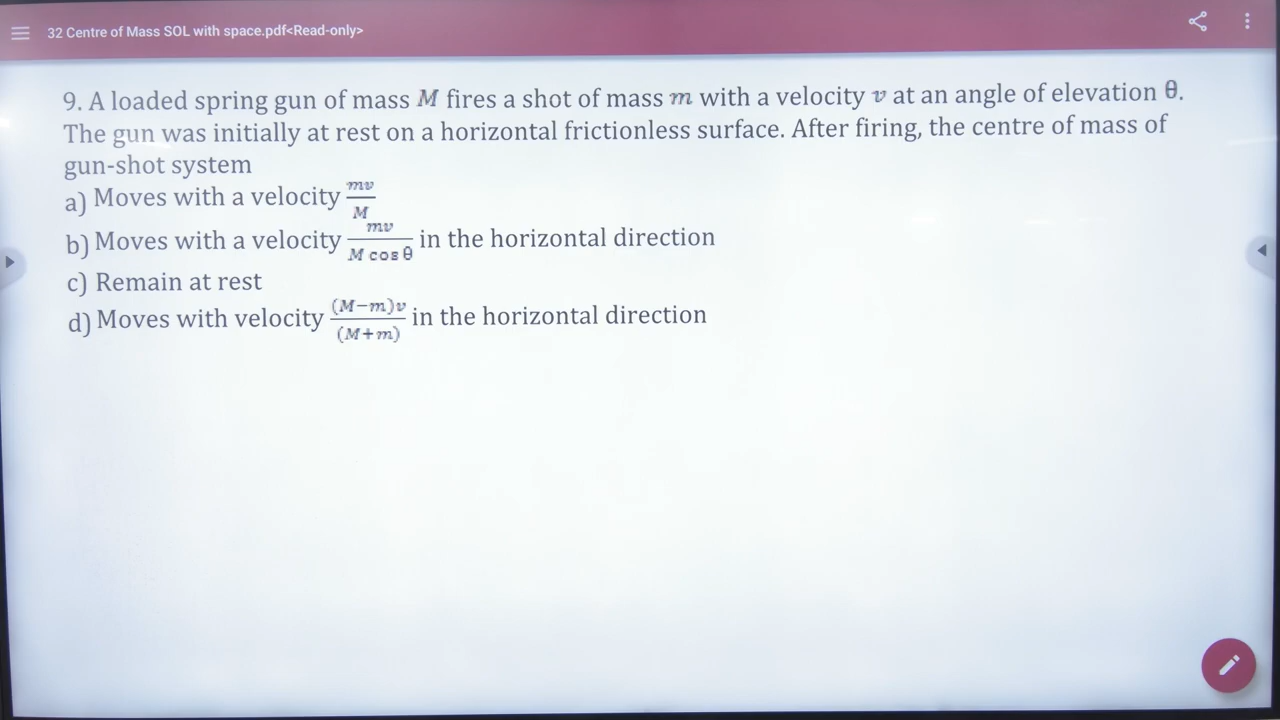 32 Centre of Mass SOL with space.pdf<Read-only>
9. A loaded spring gun of mass M fires a shot of mass m with a velocity v at an angle of elevation θ.
The gun was initially at rest on a horizontal frictionless surface. After firing, the centre of mass of
gun-shot system
a) Moves with a velocity mv/M
b) Moves with a velocity mv/(M cos θ) in the horizontal direction
c) Remain at rest
d) Moves with velocity (M−m)v/(M+m) in the horizontal direction